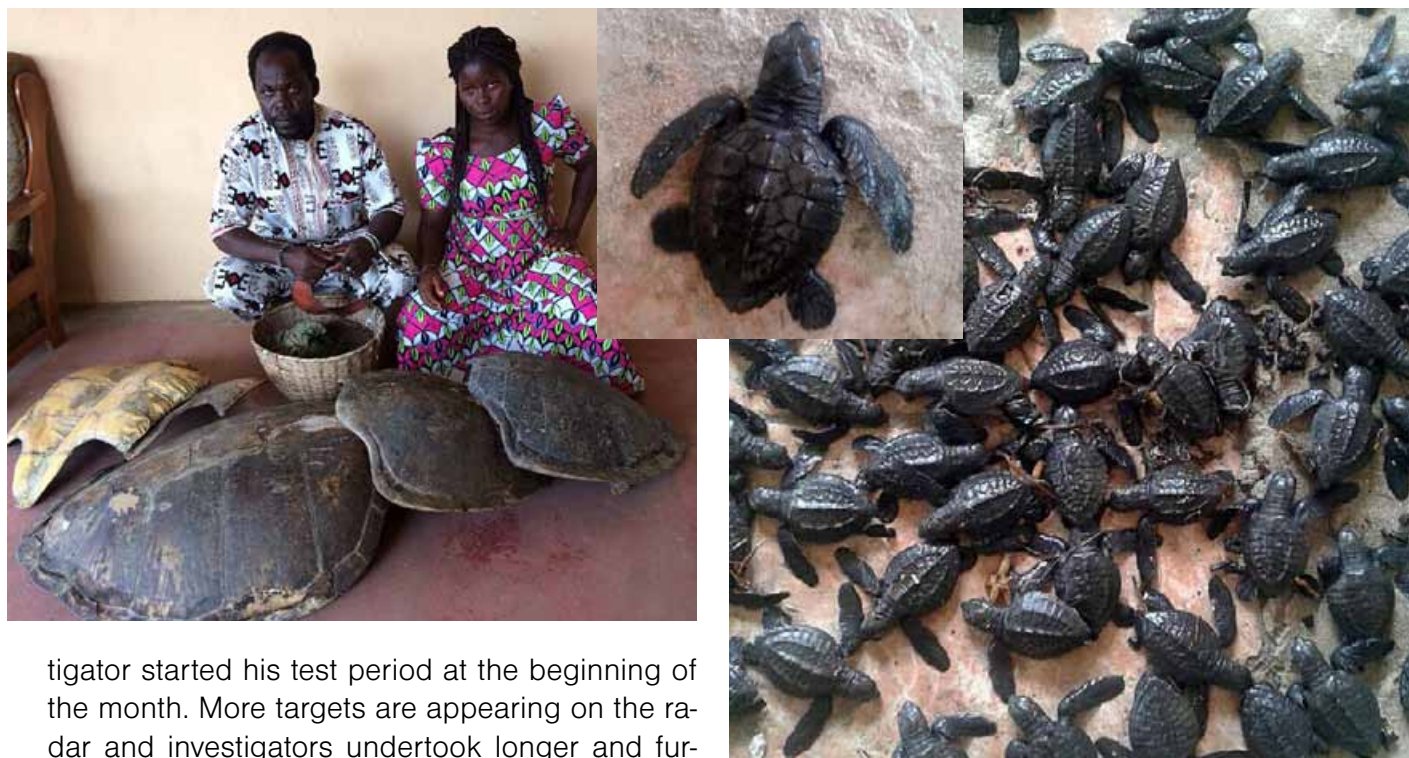 tigator started his test period at the beginning of
the month. More targets are appearing on the ra-
dar and investigators undertook longer and fur-